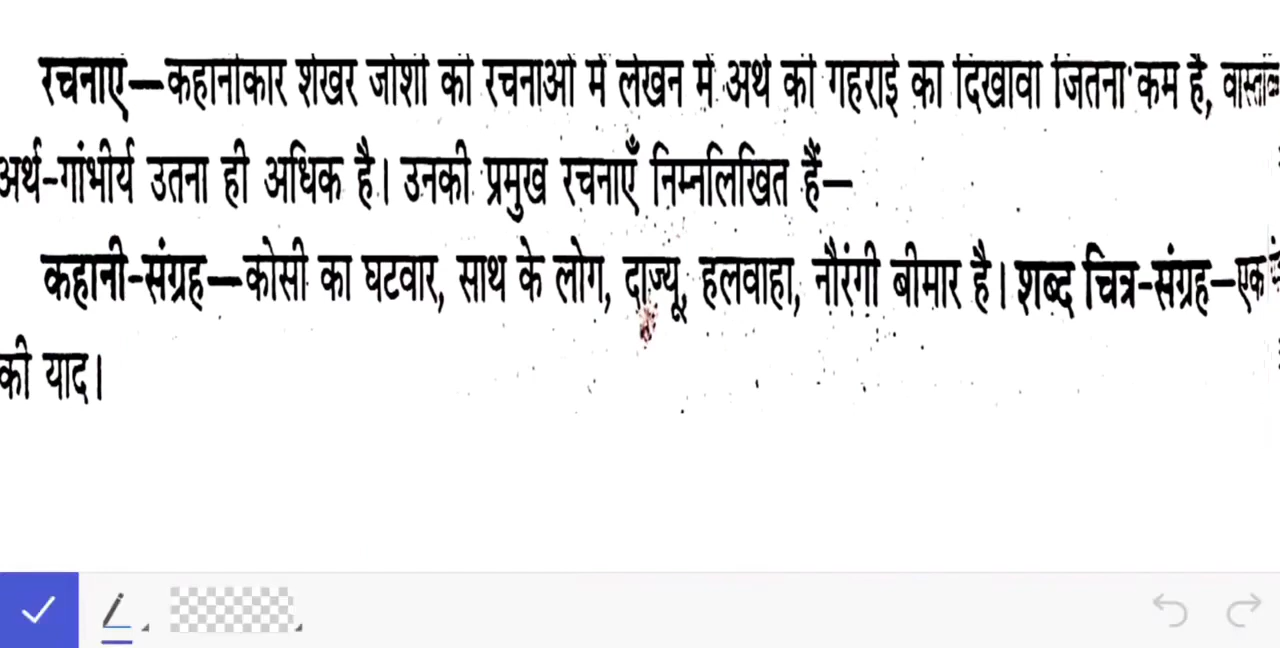 रचनाएँ—कहानीकार शेखर जोशी की रचनाओं में लेखन में अर्थ की गहराई का दिखावा जितना कम है,
अर्थ-गांभीर्य उतना ही अधिक है। उनकी प्रमुख रचनाएँ निम्नलिखित हैं—
कहानी-संग्रह—कोसी का घटवार, साथ के लोग, दाज्यू, हलवाहा, नौरंगी बीमार है। शब्द चित्र-संग्रह—एक
की याद।